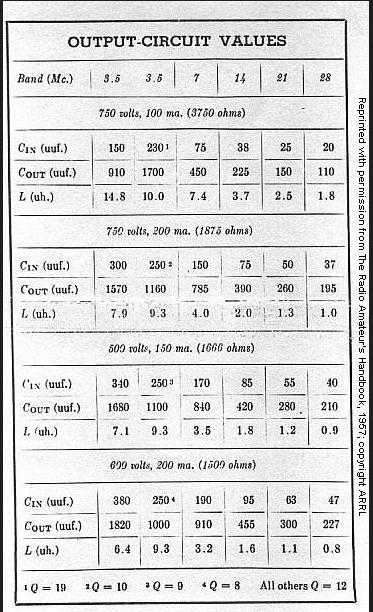 OUTPUT-CIRCUIT VALUES
Band (Mc.) 3.5 3.5 7 14 21 28
750 volts, 100 ma. (3750 ohms)
CIN (uuf.) 150 230¹ 75 38 25 20
COUT (uuf.) 910 1700 450 225 150 110
L (uh.) 14.8 10.0 7.4 3.7 2.5 1.8
750 volts, 200 ma. (1875 ohms)
CIN (uuf.) 300 250² 150 75 50 37
COUT (uuf.) 1570 1160 785 390 260 195
L (uh.) 7.9 9.3 4.0 2.0 1.3 1.0
500 volts, 150 ma. (1666 ohms)
CIN (uuf.) 340 250³ 170 85 55 40
COUT (uuf.) 1680 1100 840 420 280 210
L (uh.) 7.1 9.3 3.5 1.8 1.2 0.9
600 volts, 200 ma. (1500 ohms)
CIN (uuf.) 380 250⁴ 190 95 63 47
COUT (uuf.) 1820 1000 910 455 300 227
L (uh.) 6.4 9.3 3.2 1.6 1.1 0.8
¹ Q = 19 ² Q = 10 ³ Q = 9 ⁴ Q = 8 All others Q = 12
Reprinted with permission from The Radio Amateur's Handbook, 1957, copyright ARRL